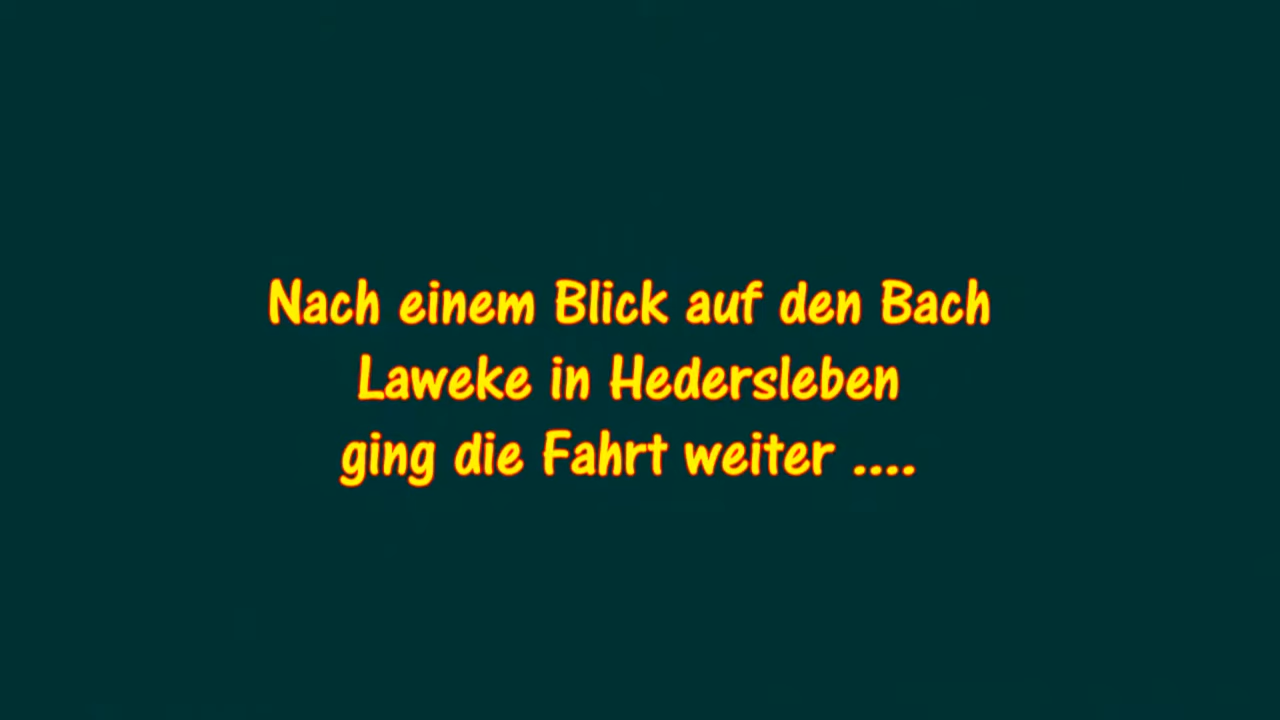 Nach einem Blick auf den Bach
Laweke in Hedersleben
ging die Fahrt weiter ....